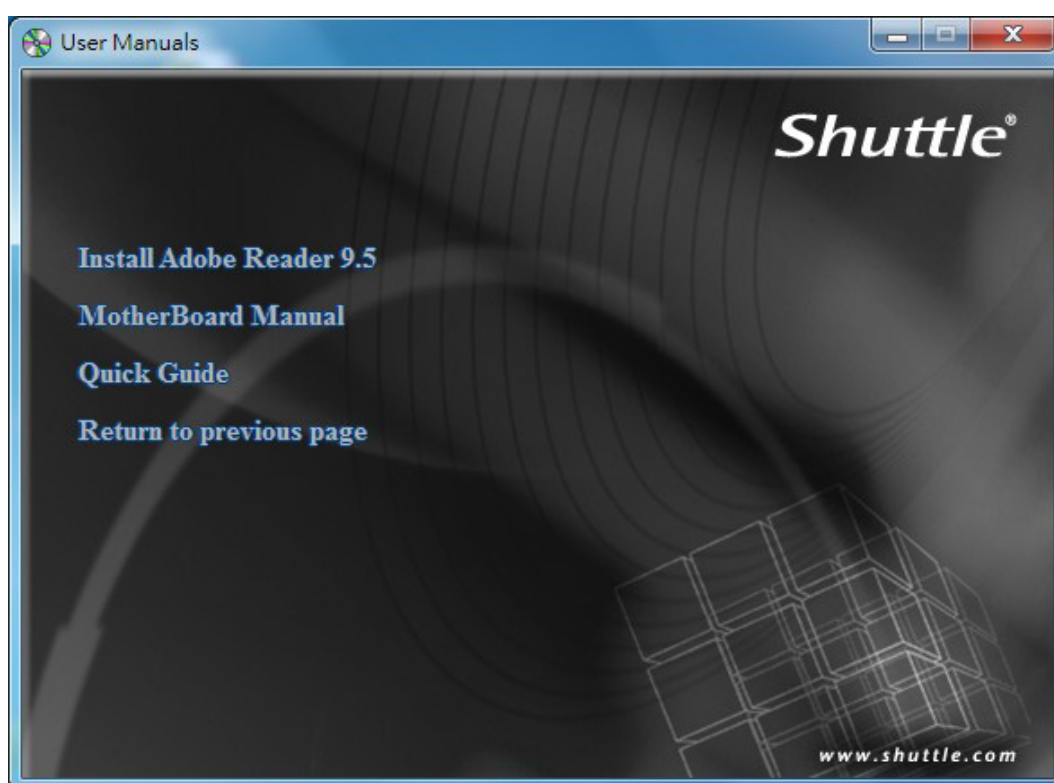 User Manuals
Shuttle®
Install Adobe Reader 9.5
MotherBoard Manual
Quick Guide
Return to previous page
www.shuttle.com